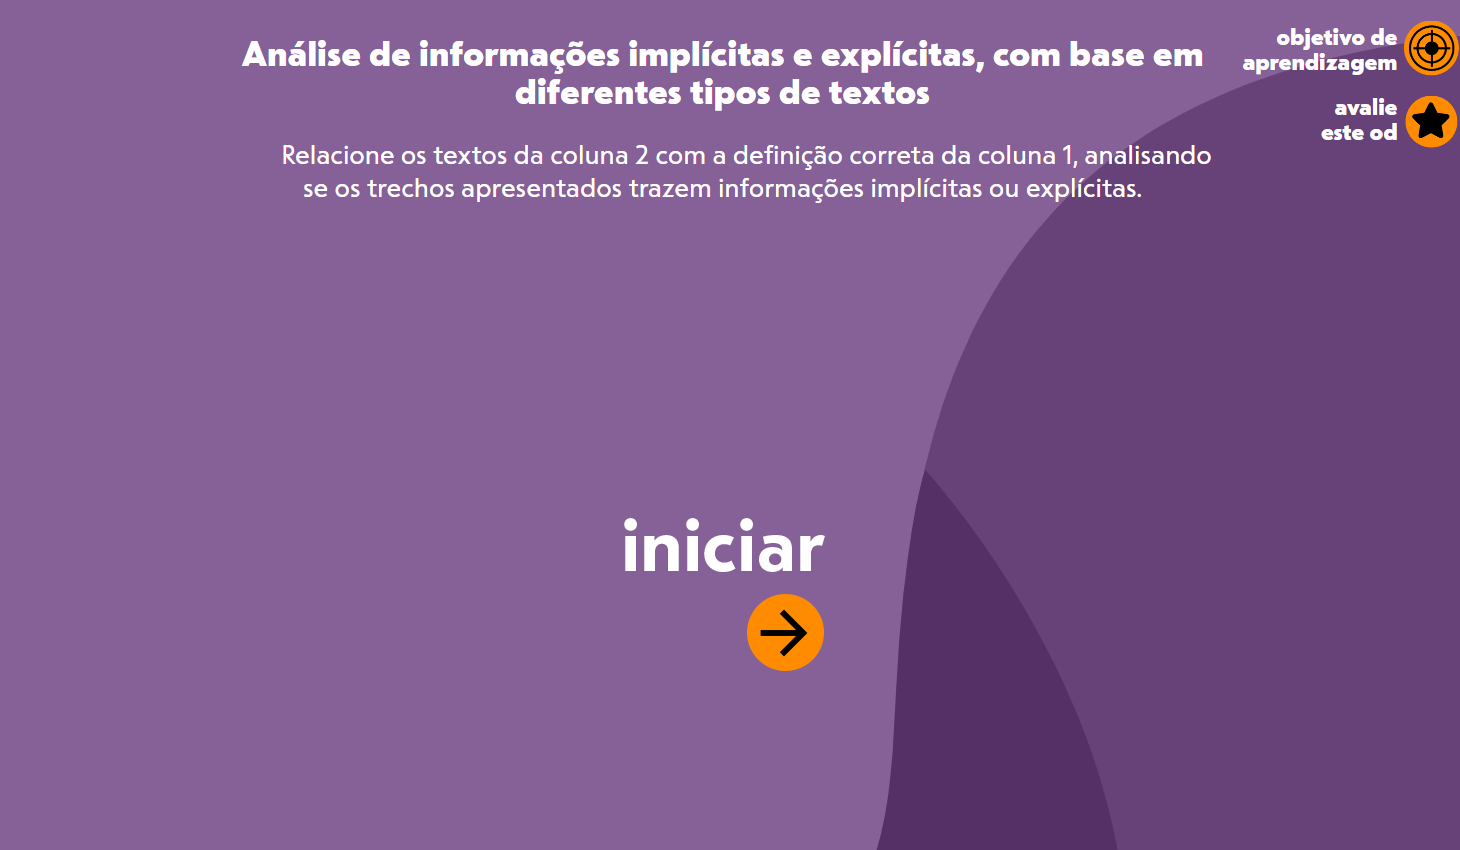 Análise de informações implícitas e explícitas, com base em
diferentes tipos de textos
Relacione os textos da coluna 2 com a definição correta da coluna 1, analisando
se os trechos apresentados trazem informações implícitas ou explícitas.
objetivo de
aprendizagem
avalie
este od
iniciar